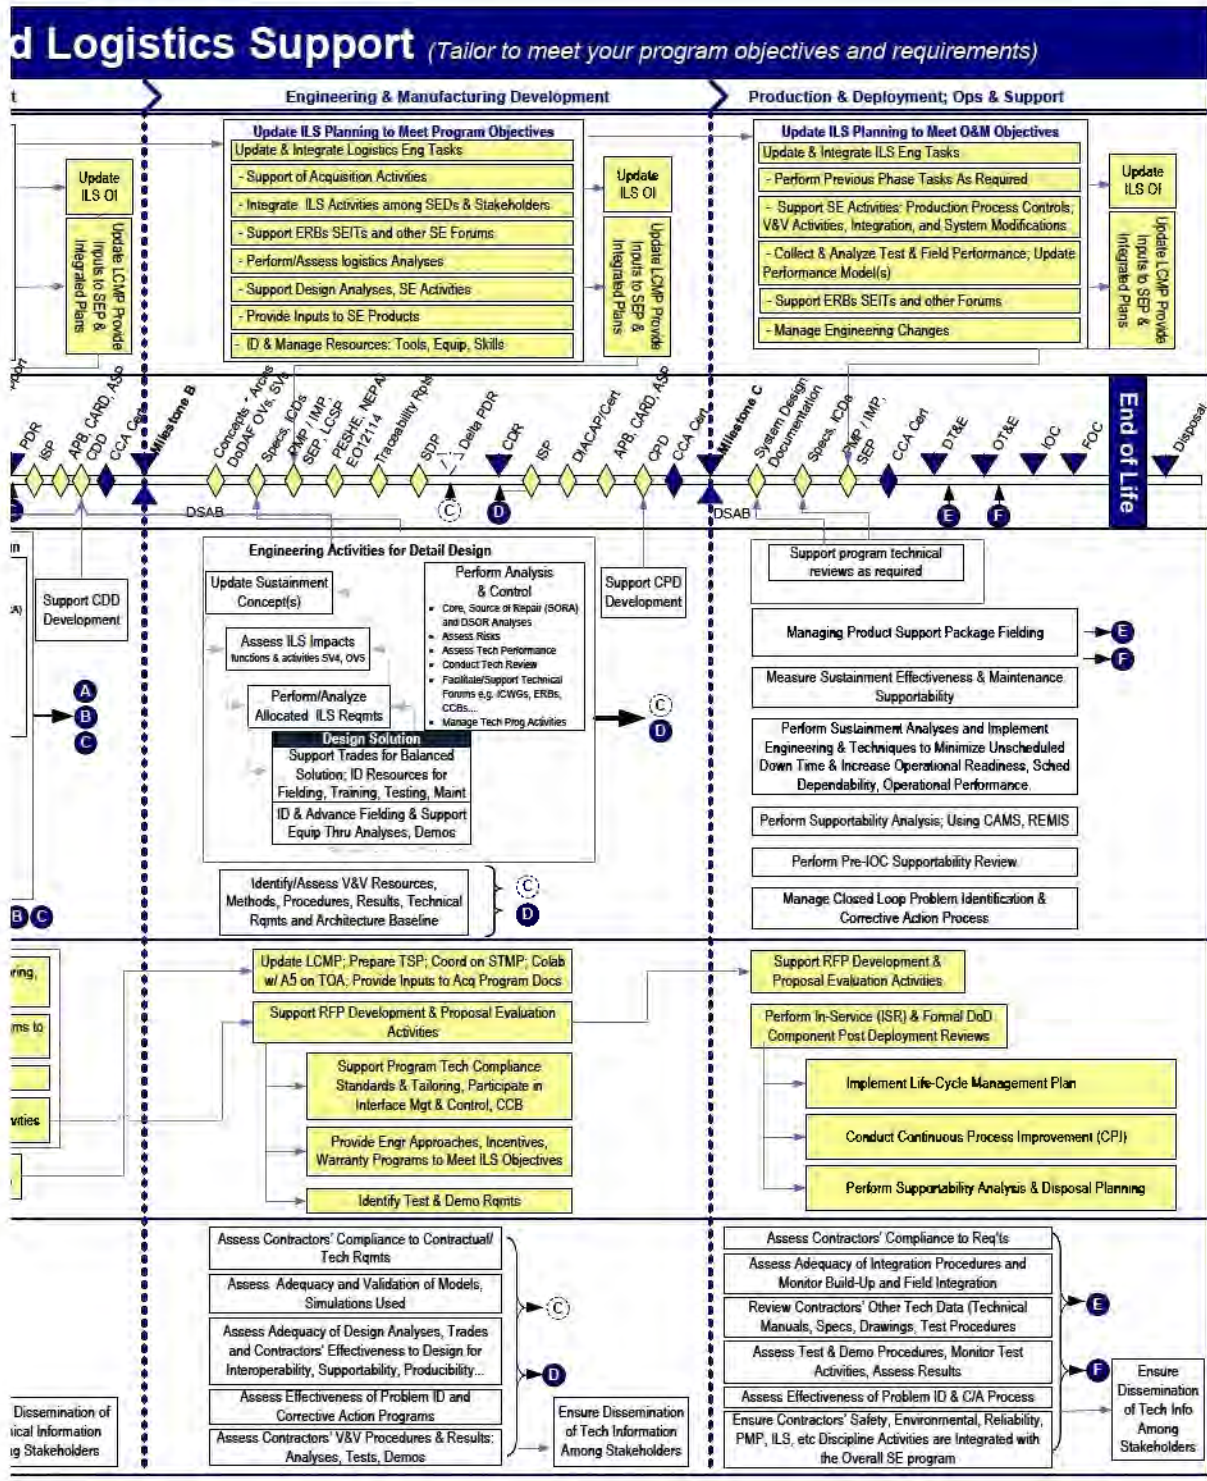 d Logistics Support (Tailor to meet your program objectives and requirements)
t
Engineering & Manufacturing Development
Production & Deployment; Ops & Support
Update ILS Planning to Meet Program Objectives
Update & Integrate Logistics Eng Tasks
- Support of Acquisition Activities
- Integrate ILS Activities among SEDs & Stakeholders
- Support ERBs SEITs and other SE Forums
- Perform/Assess logistics Analyses
- Support Design Analyses, SE Activities
- Provide Inputs to SE Products
- ID & Manage Resources: Tools, Equip, Skills
Update ILS Planning to Meet O&M Objectives
Update & Integrate ILS Eng Tasks
- Perform Previous Phase Tasks As Required
- Support SE Activities: Production Process Controls;
V&V Activities, Integration, and System Modifications
- Collect & Analyze Test & Field Performance; Update
Performance Model(s)
- Support ERBs SEITs and other Forums
- Manage Engineering Changes
Update
ILS OI
Update LCMP Provide
Inputs to SEP &
Integrated Plans
Update
ILS OI
Update LCMP Provide
Inputs to SEP &
Integrated Plans
Update
ILS OI
Update LCMP Provide
Inputs to SEP &
Integrated Plans
PDR
ISP
APB, CARD, ASP
CDD
CCA Cert
Milestone B
Concepts - Arcns
DoDAF OVs, SVs
Specs, ICDs
PMP / IMP,
SEP, LCSP
PESHE, NEPA/
EO12114
Traceability Rpts
SDP
Delta PDR
CDR
ISP
DIACAP/Cert
APB, CARD, ASP
CPD
CCA Cert
Milestone C
System Design
Documentation
Specs, ICDs
PMP / IMP,
SEP
CCA Cert
DT&E
OT&E
IOC
FOC
End of Life
Disposal
DSAB
C
D
DSAB
E
F
Support CDD
Development
A
B
C
B C
Engineering Activities for Detail Design
Update Sustainment
Concept(s)
Assess ILS Impacts
functions & activities SV4, OV5
Perform/Analyze
Allocated ILS Reqmts
Design Solution
Support Trades for Balanced
Solution; ID Resources for
Fielding, Training, Testing, Maint
ID & Advance Fielding & Support
Equip Thru Analyses, Demos
Perform Analysis
& Control
• Core, Source of Repair (SORA)
and DSOR Analyses
• Assess Risks
• Assess Tech Performance
• Conduct Tech Review
• Facilitate/Support Technical
Forums e.g. ICWGs, ERBs,
CCBs....
• Manage Tech Prog Activities
Support CPD
Development
C
D
Identify/Assess V&V Resources,
Methods, Procedures, Results, Technical
Rqmts and Architecture Baseline
C
D
Support program technical
reviews as required
Managing Product Support Package Fielding
E
F
Measure Sustainment Effectiveness & Maintenance
Supportability
Perform Sustainment Analyses and Implement
Engineering & Techniques to Minimize Unscheduled
Down Time & Increase Operational Readiness, Sched
Dependability, Operational Performance.
Perform Supportability Analysis; Using CAMS, REMIS
Perform Pre-IOC Supportability Review
Manage Closed Loop Problem Identification &
Corrective Action Process
ring,
ms to
vities
Update LCMP; Prepare TSP; Coord on STMP; Colab
w/ A5 on TOA; Provide Inputs to Acq Program Docs
Support RFP Development & Proposal Evaluation
Activities
Support Program Tech Compliance
Standards & Tailoring, Participate in
Interface Mgt & Control, CCB
Provide Engr Approaches, Incentives,
Warranty Programs to Meet ILS Objectives
Identify Test & Demo Rqmts
Support RFP Development &
Proposal Evaluation Activities
Perform In-Service (ISR) & Formal DoD
Component Post Deployment Reviews
Implement Life-Cycle Management Plan
Conduct Continuous Process Improvement (CPI)
Perform Supportability Analysis & Disposal Planning
Dissemination of
ical Information
g Stakeholders
Assess Contractors' Compliance to Contractual/
Tech Rqmts
Assess Adequacy and Validation of Models,
Simulations Used
Assess Adequacy of Design Analyses, Trades
and Contractors' Effectiveness to Design for
Interoperability, Supportability, Producibility...
Assess Effectiveness of Problem ID and
Corrective Action Programs
Assess Contractors' V&V Procedures & Results:
Analyses, Tests, Demos
C
D
Ensure Dissemination
of Tech Information
Among Stakeholders
Assess Contractors' Compliance to Req'ts
Assess Adequacy of Integration Procedures and
Monitor Build-Up and Field Integration
Review Contractors' Other Tech Data (Technical
Manuals, Specs, Drawings, Test Procedures
Assess Test & Demo Procedures, Monitor Test
Activities, Assess Results
Assess Effectiveness of Problem ID & C/A Process
Ensure Contractors' Safety, Environmental, Reliability,
PMP, ILS, etc Discipline Activities are Integrated with
the Overall SE program
E
F
Ensure
Dissemination
of Tech Info
Among
Stakeholders